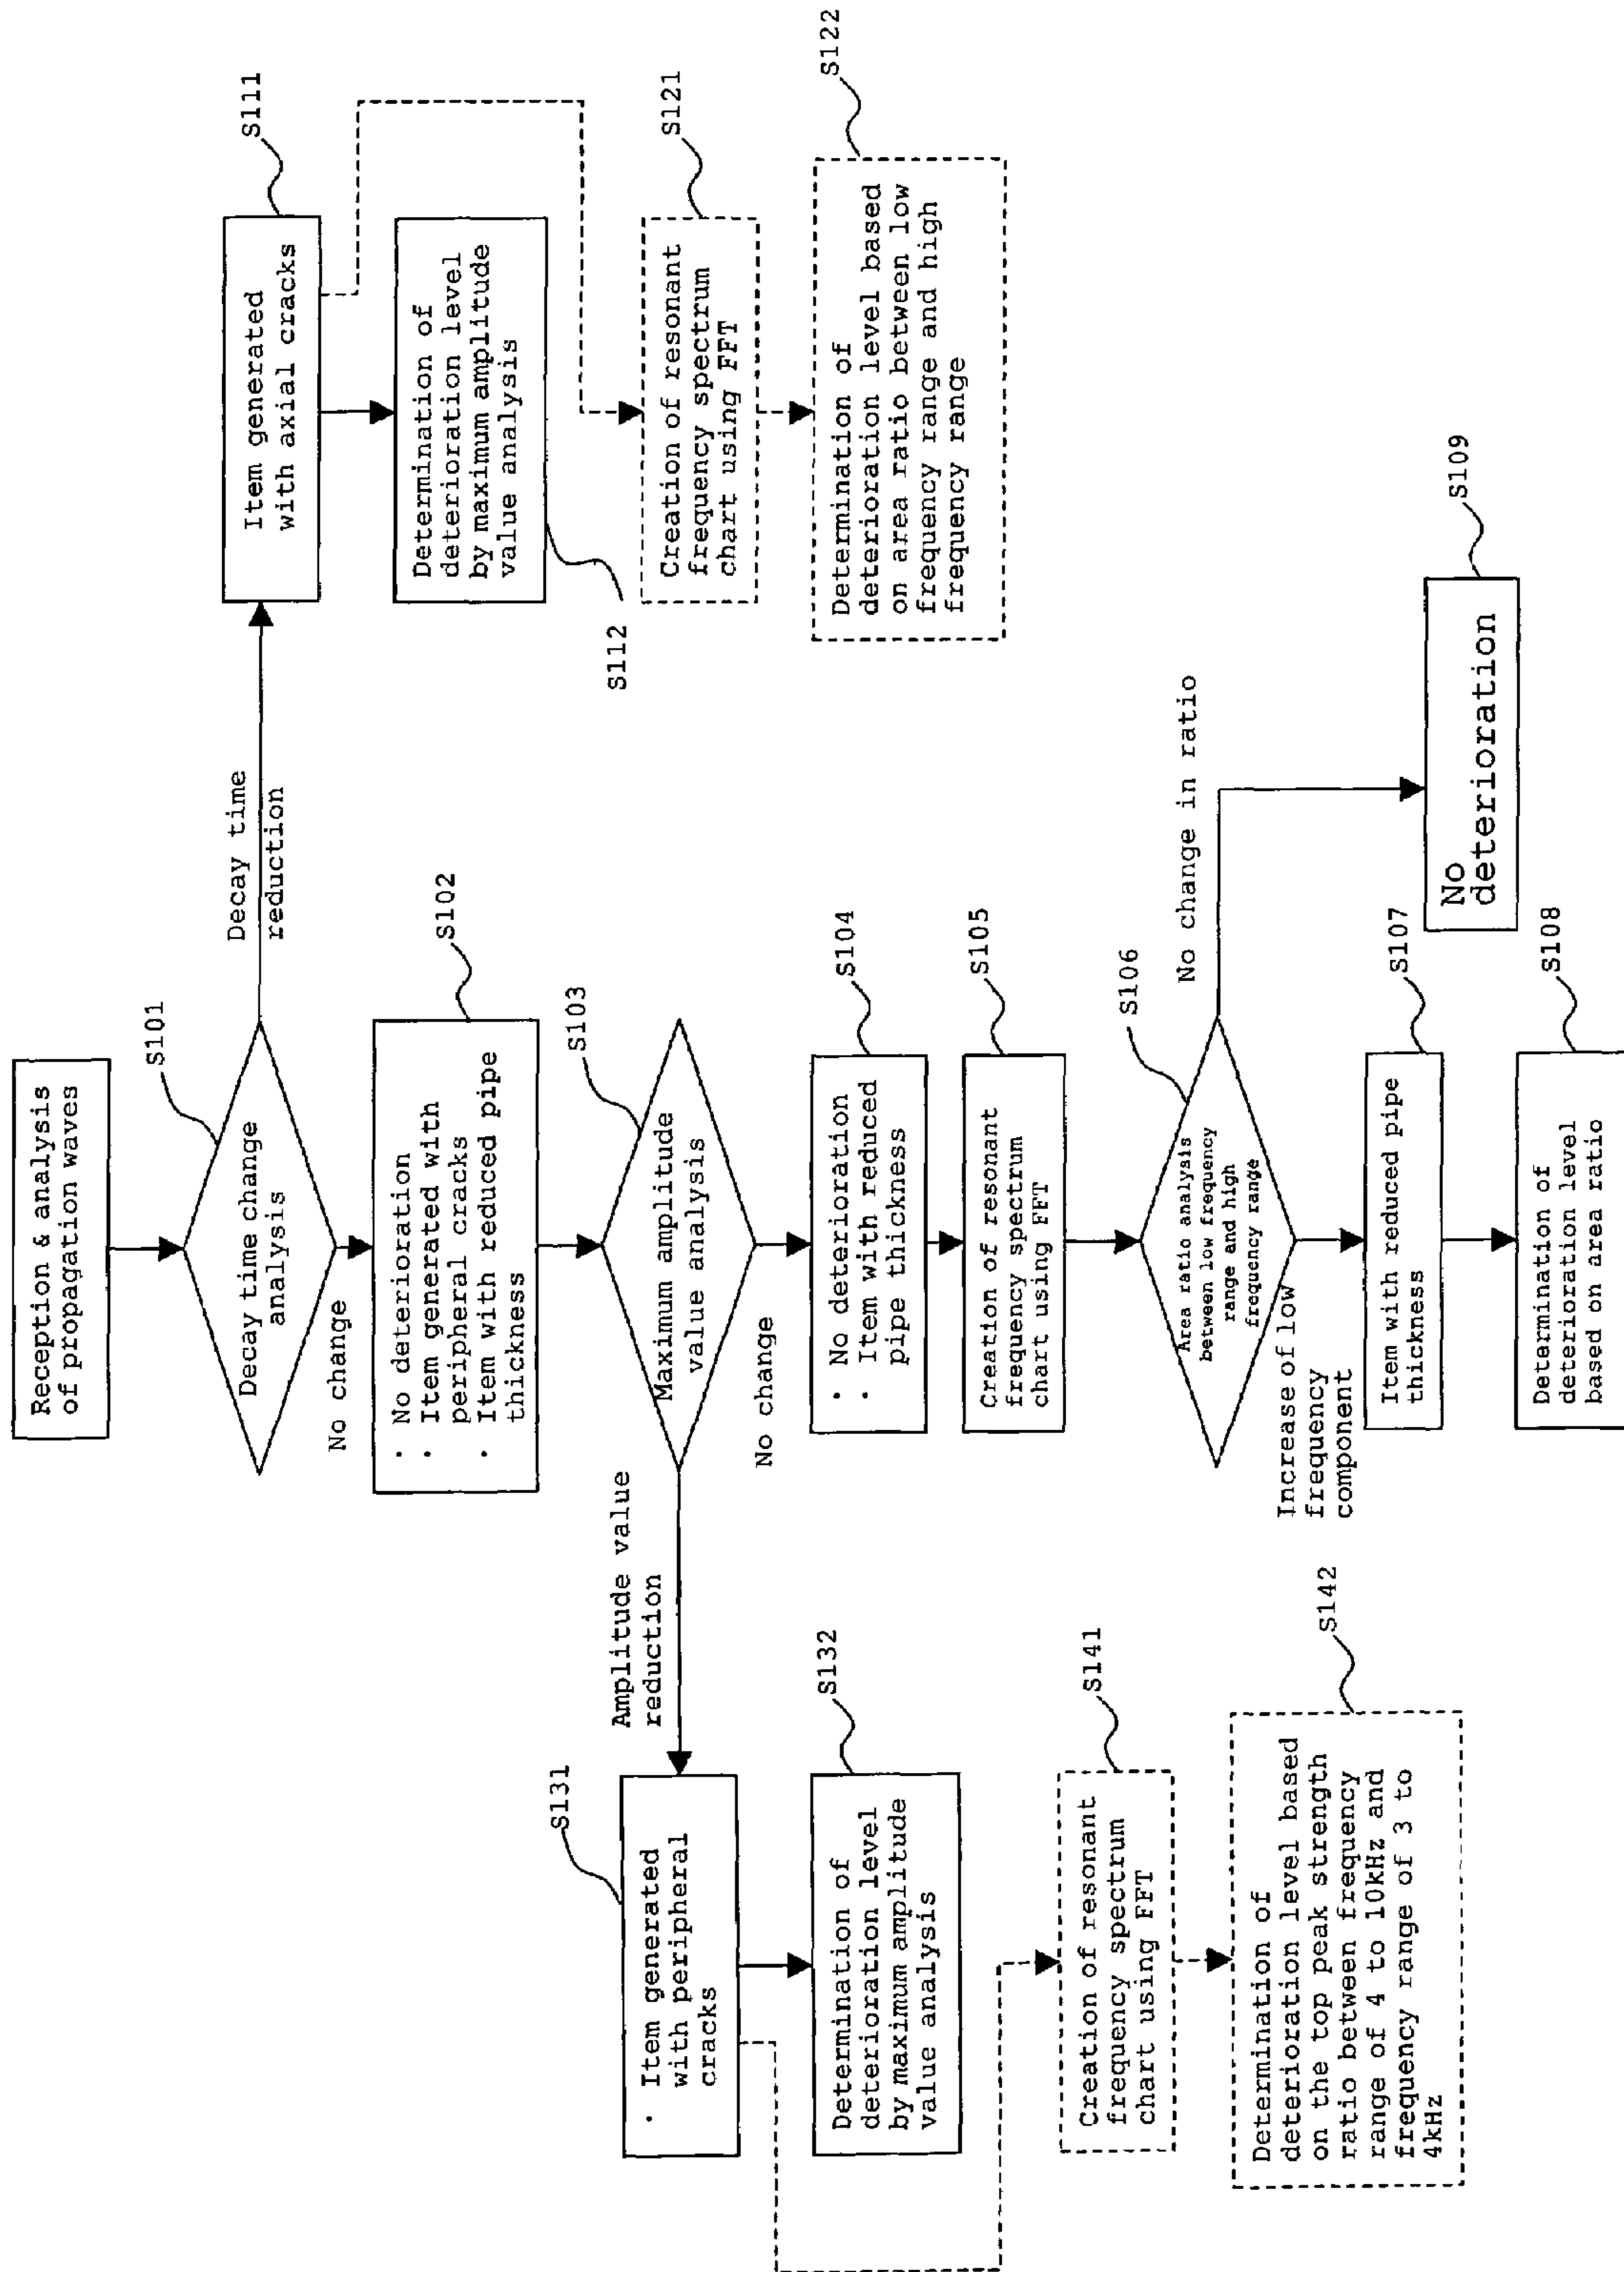 Reception & analysis
of propagation waves
S101
Decay time change
analysis
Decay time
reduction
No change
S111
Item generated
with axial cracks
S112
Determination of
deterioration level
by maximum amplitude
value analysis
S121
Creation of resonant
frequency spectrum
chart using FFT
S122
Determination of
deterioration level based
on area ratio between low
frequency range and high
frequency range
S102
· No deterioration
· Item generated with
peripheral cracks
· Item with reduced pipe
thickness
S103
Maximum amplitude
value analysis
Amplitude value
reduction
No change
S131
· Item generated
with peripheral
cracks
S132
Determination of
deterioration level
by maximum amplitude
value analysis
S141
Creation of resonant
frequency spectrum
chart using FFT
S142
Determination of
deterioration level based
on the top peak strength
ratio between frequency
range of 4 to 10kHz and
frequency range of 3 to
4kHz
S104
· No deterioration
· Item with reduced
pipe thickness
S105
Creation of resonant
frequency spectrum
chart using FFT
S106
Area ratio analysis
between low frequency
range and high
frequency range
No change in ratio
Increase of low
frequency
component
S109
No
deterioration
S107
Item with reduced pipe
thickness
S108
Determination of
deterioration level
based on area ratio